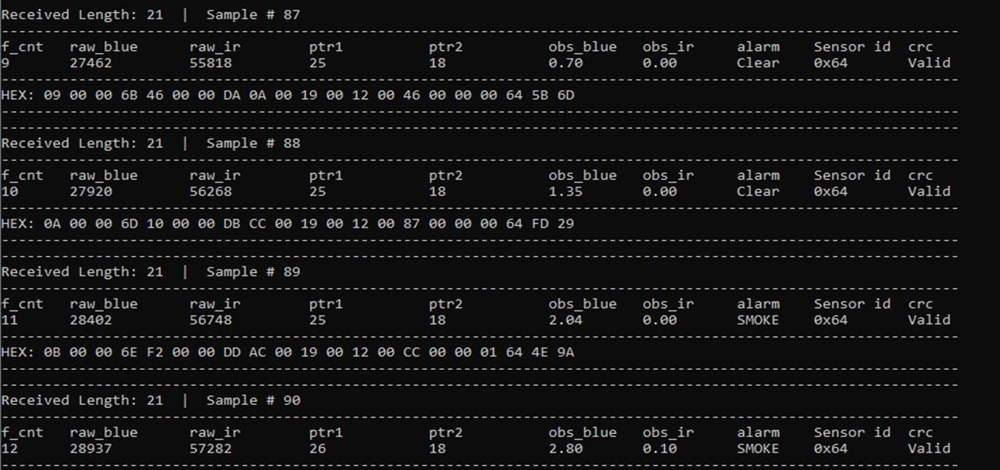 Received Length: 21  |  Sample # 87
------------------------------------------------------------------------------------------------------------------
f_cnt   raw_blue      raw_ir        ptr1          ptr2          obs_blue   obs_ir     alarm    Sensor id  crc
9       27462         55818         25            18            0.70       0.00       Clear    0x64       Valid
------------------------------------------------------------------------------------------------------------------
HEX: 09 00 00 6B 46 00 00 DA 0A 00 19 00 12 00 46 00 00 00 64 5B 6D
------------------------------------------------------------------------------------------------------------------
------------------------------------------------------------------------------------------------------------------
Received Length: 21  |  Sample # 88
------------------------------------------------------------------------------------------------------------------
f_cnt   raw_blue      raw_ir        ptr1          ptr2          obs_blue   obs_ir     alarm    Sensor id  crc
10      27920         56268         25            18            1.35       0.00       Clear    0x64       Valid
------------------------------------------------------------------------------------------------------------------
HEX: 0A 00 00 6D 10 00 00 DB CC 00 19 00 12 00 87 00 00 00 64 FD 29
------------------------------------------------------------------------------------------------------------------
------------------------------------------------------------------------------------------------------------------
Received Length: 21  |  Sample # 89
------------------------------------------------------------------------------------------------------------------
f_cnt   raw_blue      raw_ir        ptr1          ptr2          obs_blue   obs_ir     alarm    Sensor id  crc
11      28402         56748         25            18            2.04       0.00       SMOKE    0x64       Valid
------------------------------------------------------------------------------------------------------------------
HEX: 0B 00 00 6E F2 00 00 DD AC 00 19 00 12 00 CC 00 00 01 64 4E 9A
------------------------------------------------------------------------------------------------------------------
------------------------------------------------------------------------------------------------------------------
Received Length: 21  |  Sample # 90
------------------------------------------------------------------------------------------------------------------
f_cnt   raw_blue      raw_ir        ptr1          ptr2          obs_blue   obs_ir     alarm    Sensor id  crc
12      28937         57282         26            18            2.80       0.10       SMOKE    0x64       Valid
------------------------------------------------------------------------------------------------------------------